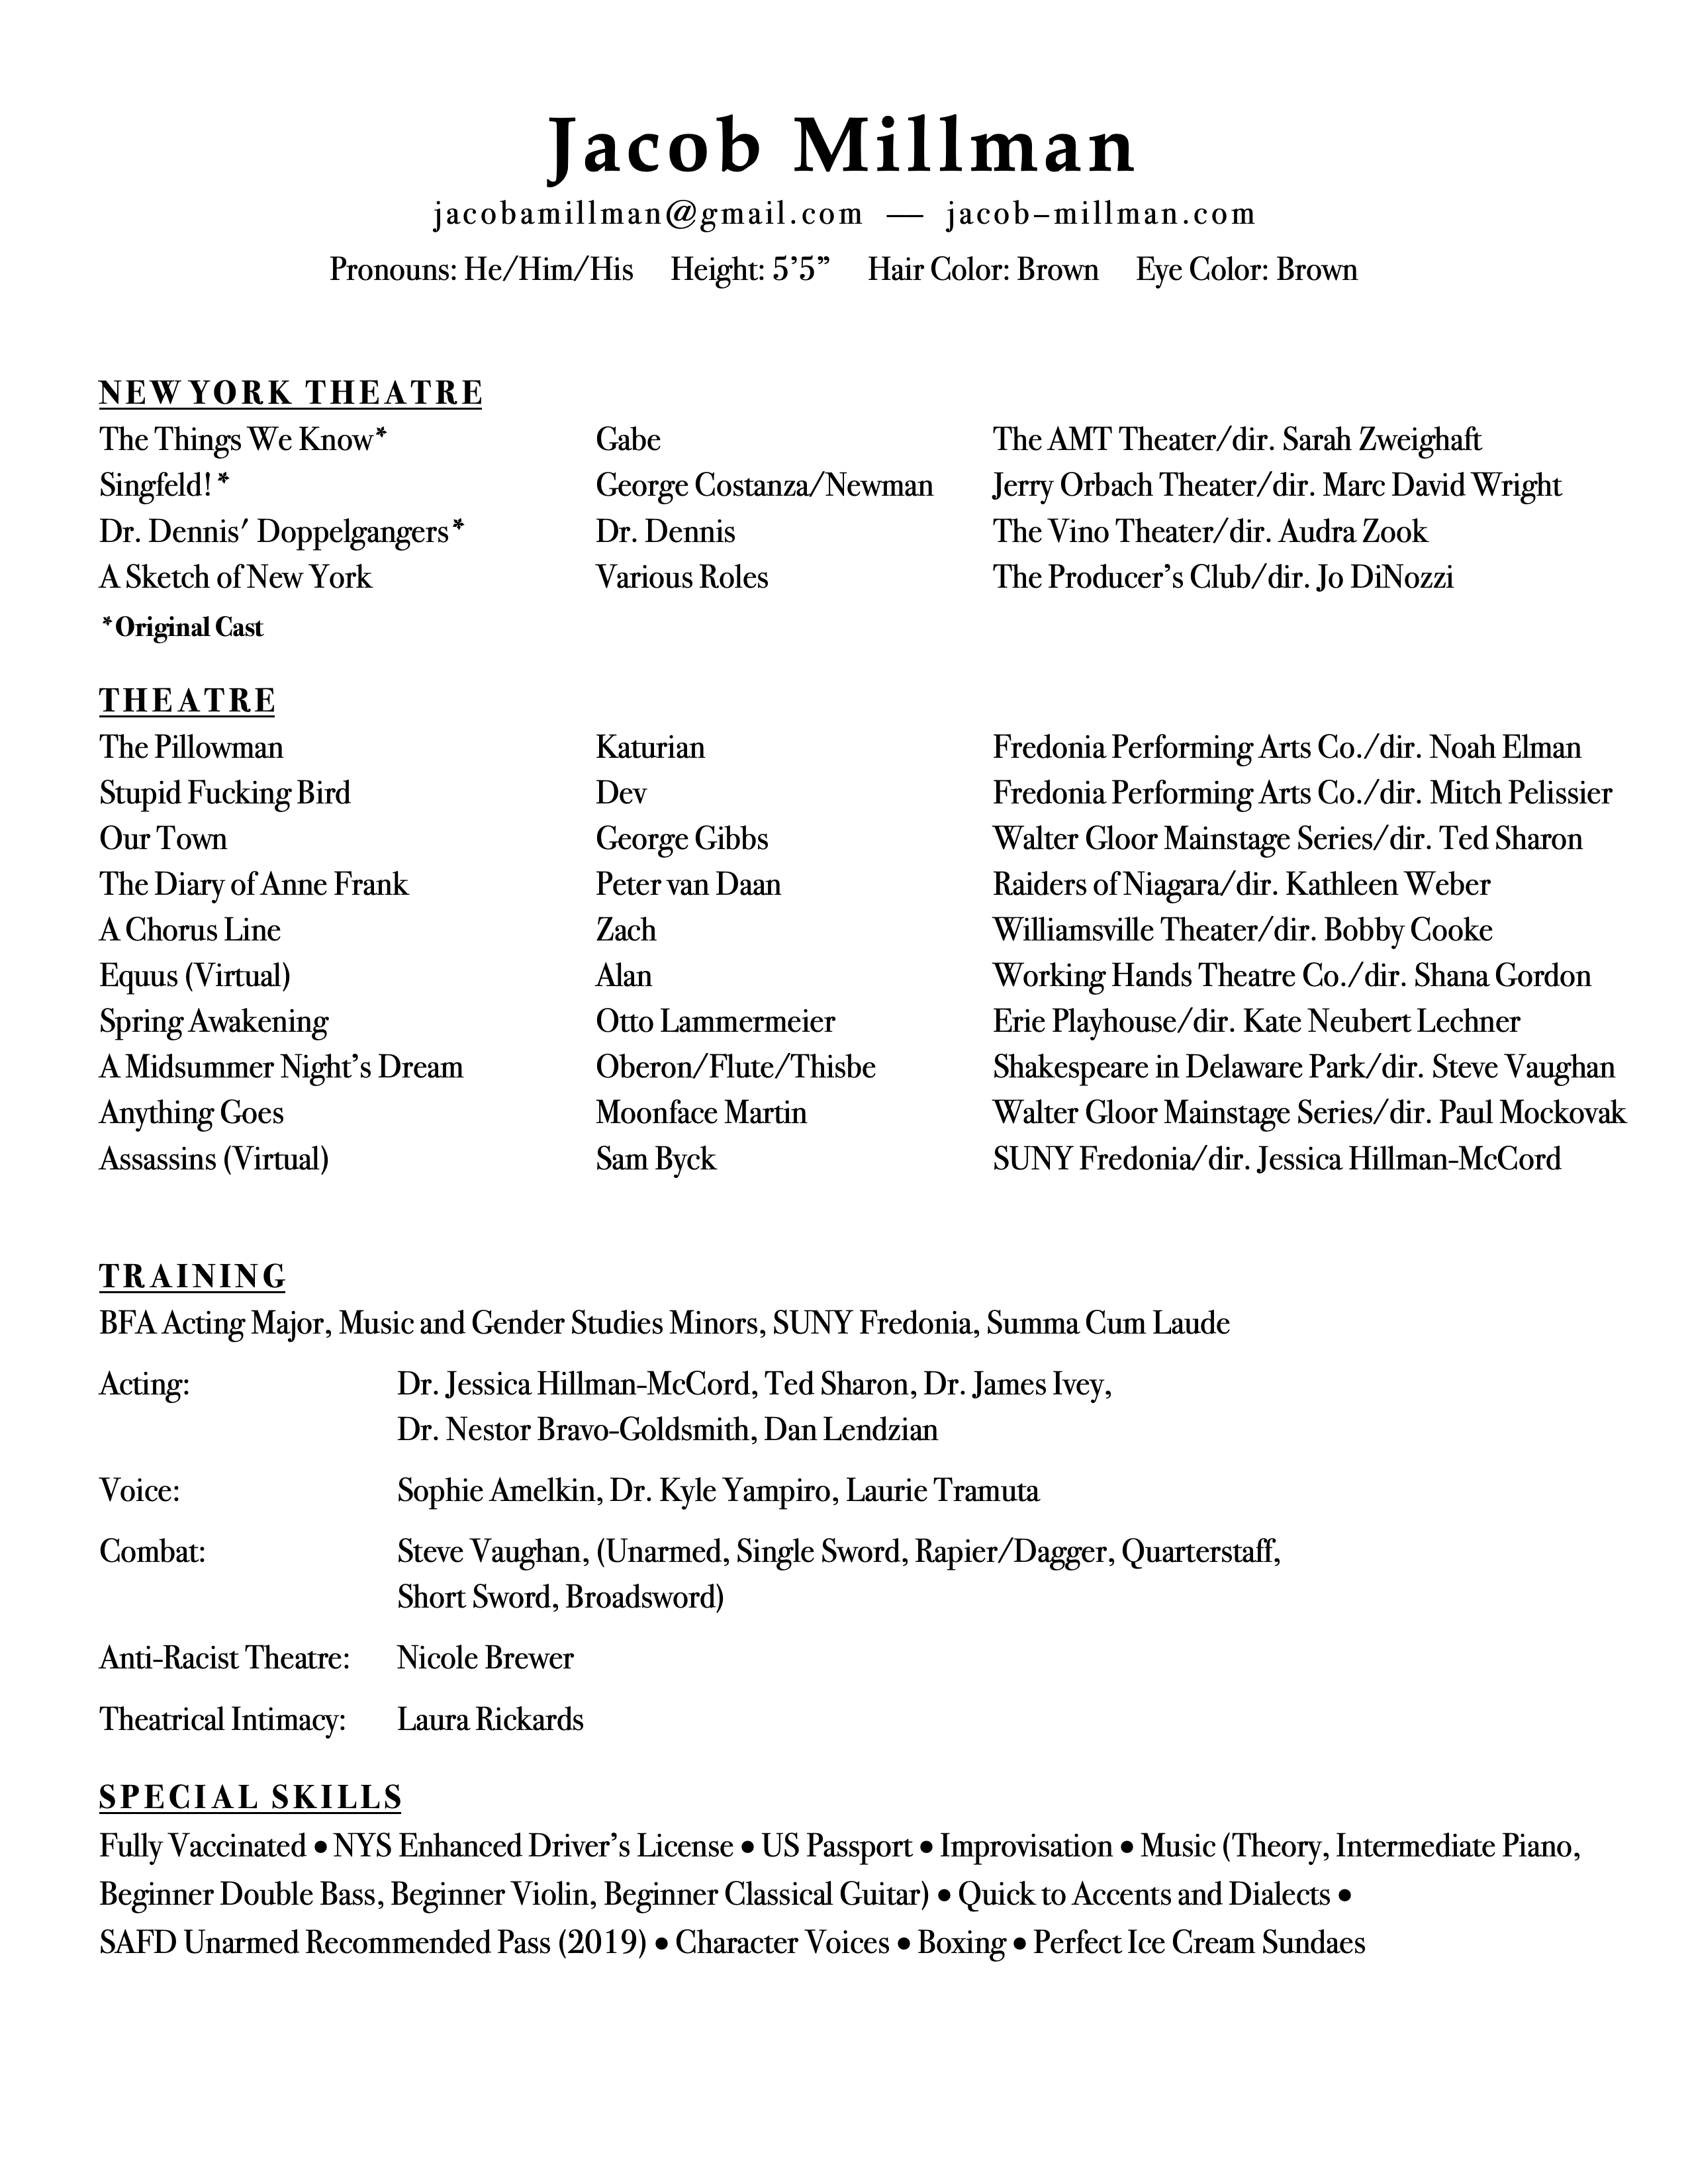 Jacob Millman
jacobamillman@gmail.com — jacob-millman.com
Pronouns: He/Him/His Height: 5’5” Hair Color: Brown Eye Color: Brown
NEW YORK THEATRE
The Things We Know* Gabe The AMT Theater/dir. Sarah Zweighaft
Singfeld!* George Costanza/Newman Jerry Orbach Theater/dir. Marc David Wright
Dr. Dennis' Doppelgangers* Dr. Dennis The Vino Theater/dir. Audra Zook
A Sketch of New York Various Roles The Producer’s Club/dir. Jo DiNozzi
*Original Cast
THEATRE
The Pillowman Katurian Fredonia Performing Arts Co./dir. Noah Elman
Stupid Fucking Bird Dev Fredonia Performing Arts Co./dir. Mitch Pelissier
Our Town George Gibbs Walter Gloor Mainstage Series/dir. Ted Sharon
The Diary of Anne Frank Peter van Daan Raiders of Niagara/dir. Kathleen Weber
A Chorus Line Zach Williamsville Theater/dir. Bobby Cooke
Equus (Virtual) Alan Working Hands Theatre Co./dir. Shana Gordon
Spring Awakening Otto Lammermeier Erie Playhouse/dir. Kate Neubert Lechner
A Midsummer Night’s Dream Oberon/Flute/Thisbe Shakespeare in Delaware Park/dir. Steve Vaughan
Anything Goes Moonface Martin Walter Gloor Mainstage Series/dir. Paul Mockovak
Assassins (Virtual) Sam Byck SUNY Fredonia/dir. Jessica Hillman-McCord
TRAINING
BFA Acting Major, Music and Gender Studies Minors, SUNY Fredonia, Summa Cum Laude
Acting: Dr. Jessica Hillman-McCord, Ted Sharon, Dr. James Ivey,
Dr. Nestor Bravo-Goldsmith, Dan Lendzian
Voice: Sophie Amelkin, Dr. Kyle Yampiro, Laurie Tramuta
Combat: Steve Vaughan, (Unarmed, Single Sword, Rapier/Dagger, Quarterstaff,
Short Sword, Broadsword)
Anti-Racist Theatre: Nicole Brewer
Theatrical Intimacy: Laura Rickards
SPECIAL SKILLS
Fully Vaccinated • NYS Enhanced Driver’s License • US Passport • Improvisation • Music (Theory, Intermediate Piano,
Beginner Double Bass, Beginner Violin, Beginner Classical Guitar) • Quick to Accents and Dialects •
SAFD Unarmed Recommended Pass (2019) • Character Voices • Boxing • Perfect Ice Cream Sundaes